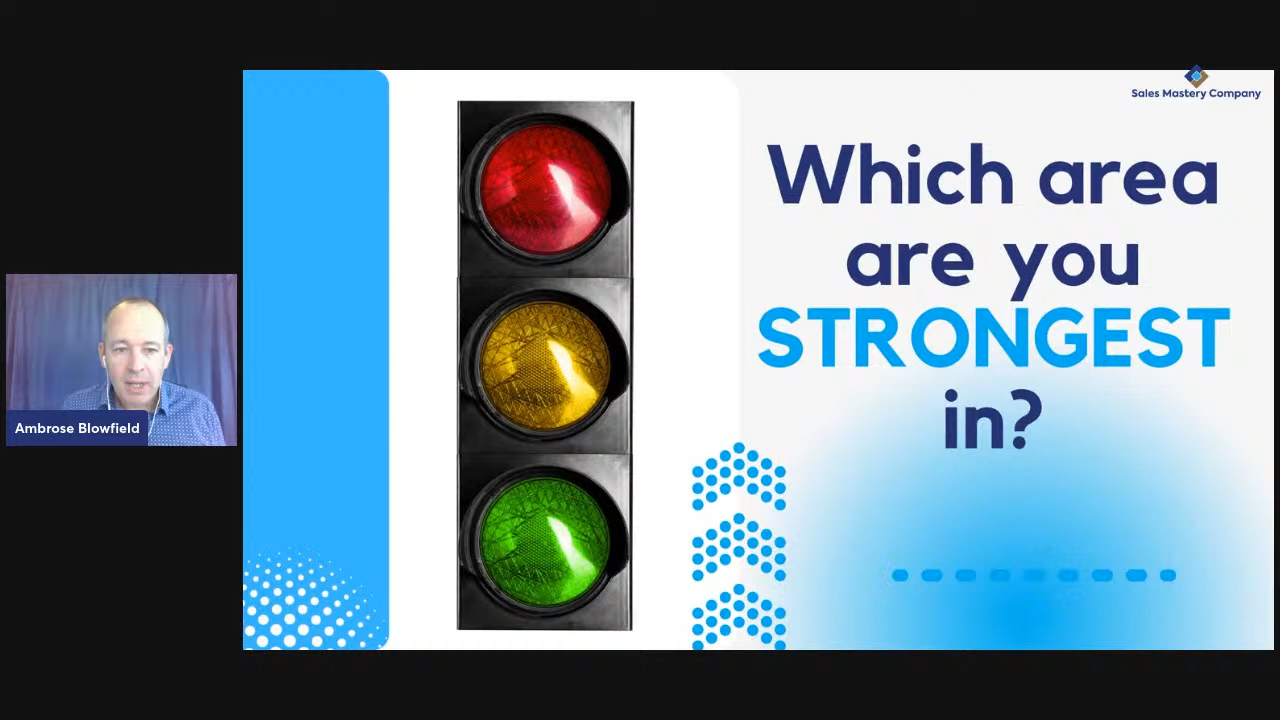 Sales Mastery Company
Which area
are you
STRONGEST
in?
Ambrose Blowfield